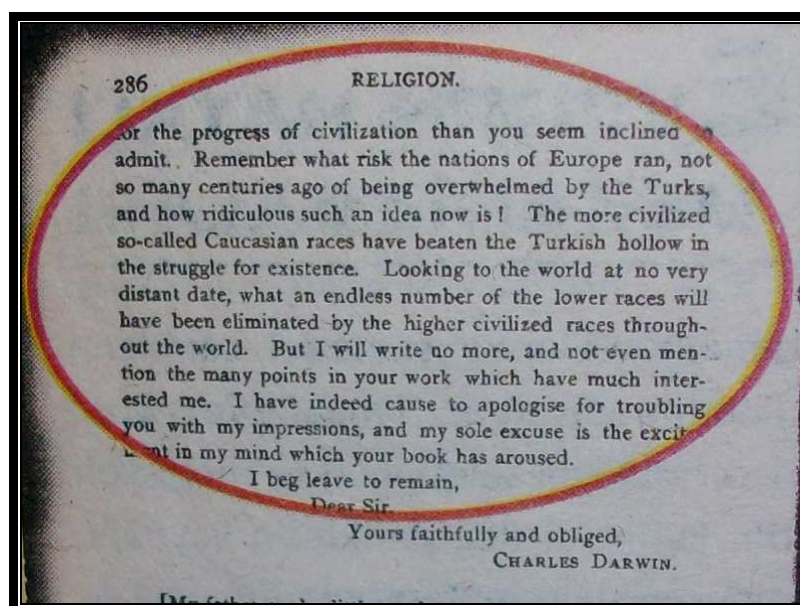 286 RELIGION.
for the progress of civilization than you seem inclined to
admit. Remember what risk the nations of Europe ran, not
so many centuries ago of being overwhelmed by the Turks,
and how ridiculous such an idea now is! The more civilized
so-called Caucasian races have beaten the Turkish hollow in
the struggle for existence. Looking to the world at no very
distant date, what an endless number of the lower races will
have been eliminated by the higher civilized races through-
out the world. But I will write no more, and not even men-
tion the many points in your work which have much inter-
ested me. I have indeed cause to apologise for troubling
you with my impressions, and my sole excuse is the excite-
ment in my mind which your book has aroused.
I beg leave to remain,
Dear Sir,
Yours faithfully and obliged,
CHARLES DARWIN.